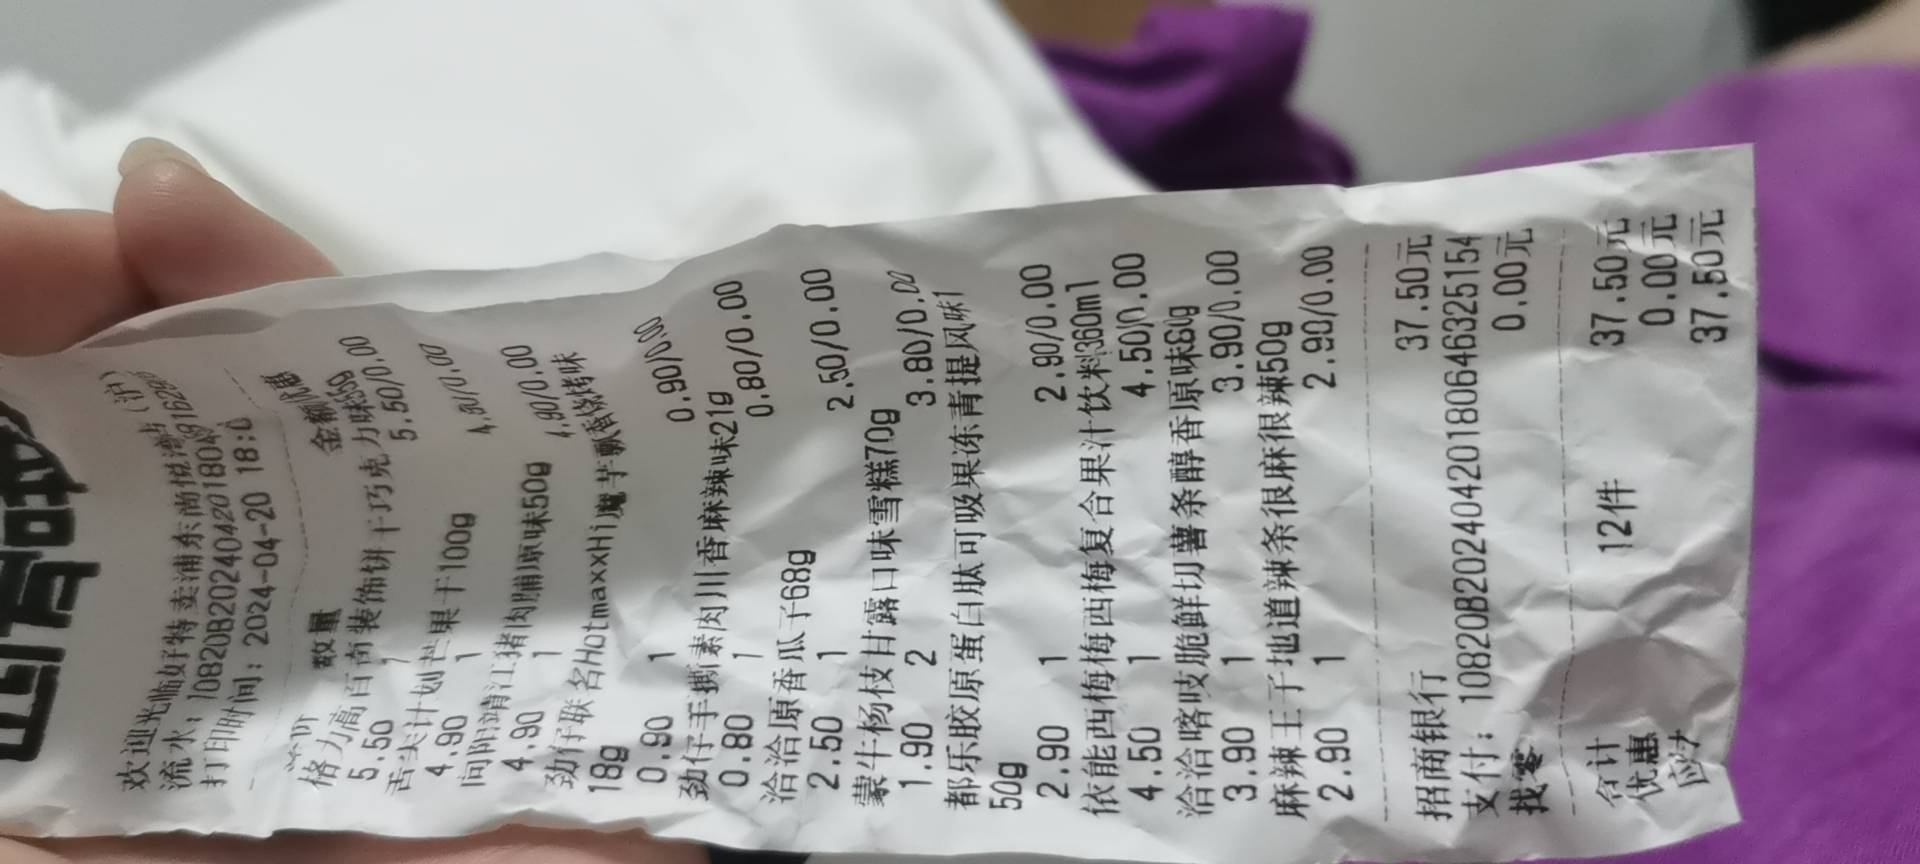 欢迎光临好特卖浦东尚悦湾店(沪)
打印时间: 2024-04-20 18:0
单价 数量 金额/优惠
格力高百奇装饰饼干巧克力味55g
5.50 1 5.50/0.00
舌尖计划芒果干100g
4.90 1 4.90/0.00
间阳靖江猪肉脯原味50g
4.90 1 4.90/0.00
劲仔联名HotmaxxHi魔芋飘香烧烤味
18g
0.90 1 0.90/0.00
劲仔手撕素肉川香麻辣味21g
0.80 1 0.80/0.00
洽洽原香瓜子68g
2.50 1 2.50/0.00
蒙牛杨枝甘露口味雪糕70g
1.90 2 3.80/0.00
都乐胶原蛋白肽可吸果冻青提风味1
50g
2.90 1 2.90/0.00
依能西梅梅西梅复合果汁饮料360ml
4.50 1 4.50/0.00
洽洽喀吱脆鲜切薯条醇香原味
3.90 1 3.90/0.00
麻辣王子地道辣条很麻很辣50g
2.90 1 2.90/0.00
招商银行 37.50元
支付: 10820B20240420180646325154
找零 0.00元
合计 12件 37.50元
优惠 0.00元
应付 37.50元